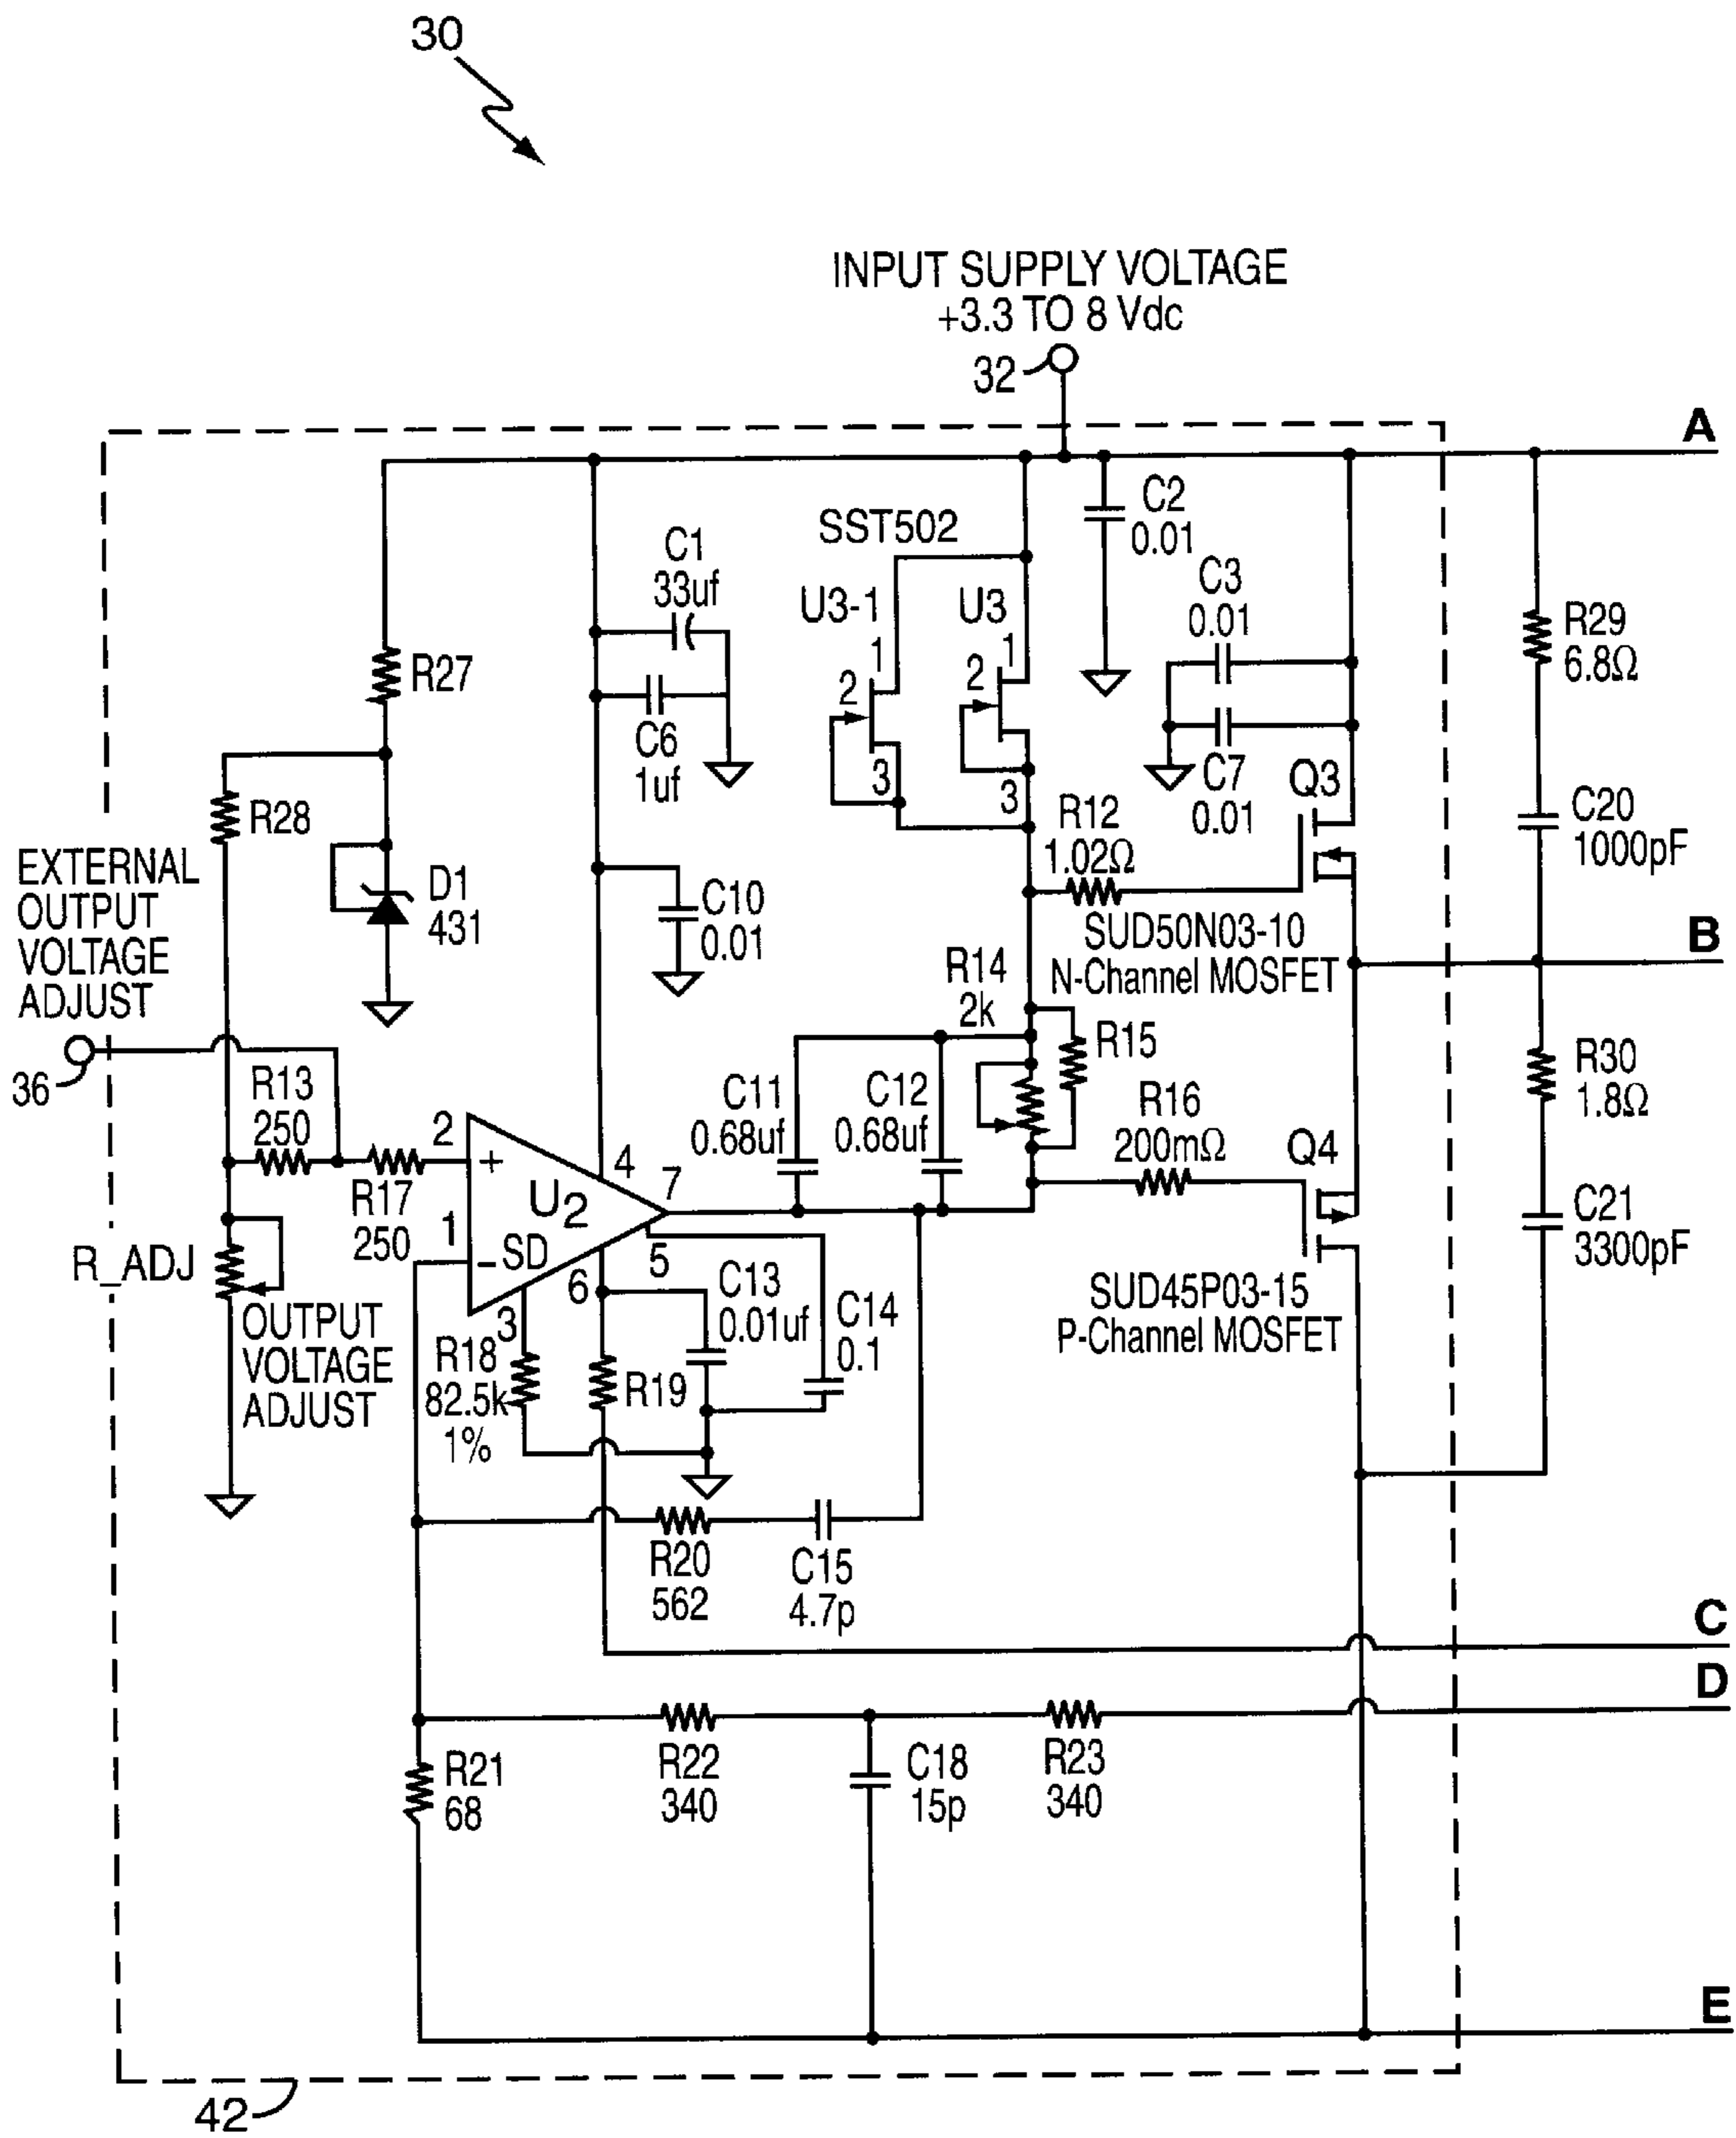 30
INPUT SUPPLY VOLTAGE
+3.3 TO 8 Vdc
32
A
SST502
C2
0.01
C1
33uf
U3-1
U3
1
2
3
1
2
3
C3
0.01
C7
0.01
R29
6.8Ω
R27
C6
1uf
Q3
R28
R12
1.02Ω
C20
1000pF
EXTERNAL
OUTPUT
VOLTAGE
ADJUST
D1
431
C10
0.01
SUD50N03-10
N-Channel MOSFET
B
R14
2k
R15
36
R13
250
C11
0.68uf
C12
0.68uf
R16
200mΩ
R30
1.8Ω
2
+
4
7
Q4
R17
250
U2
1
-SD
5
6
3
C21
3300pF
R_ADJ
OUTPUT
VOLTAGE
ADJUST
C13
0.01uf
C14
0.1
SUD45P03-15
P-Channel MOSFET
R18
82.5k
1%
R19
R20
562
C15
4.7p
C
D
R21
68
R22
340
C18
15p
R23
340
E
42